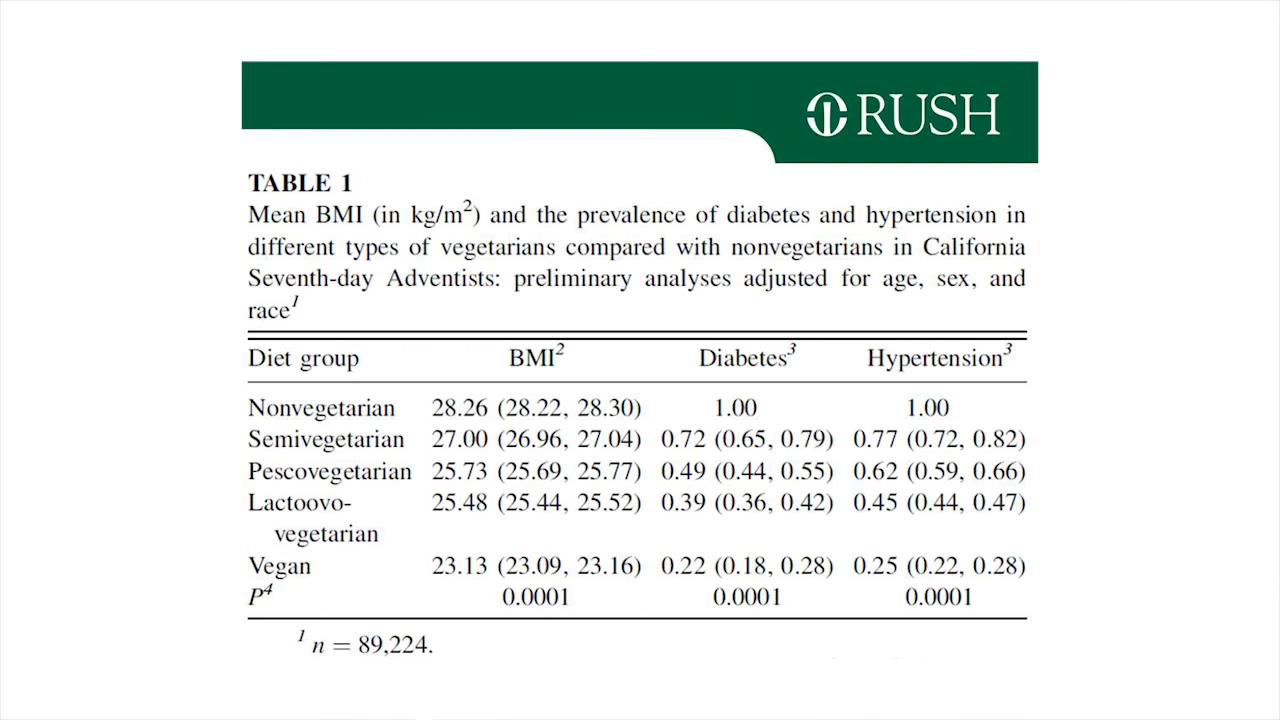 RUSH
TABLE 1
Mean BMI (in kg/m²) and the prevalence of diabetes and hypertension in
different types of vegetarians compared with nonvegetarians in California
Seventh-day Adventists: preliminary analyses adjusted for age, sex, and
race¹
Diet group BMI² Diabetes³ Hypertension³
Nonvegetarian 28.26 (28.22, 28.30) 1.00 1.00
Semivegetarian 27.00 (26.96, 27.04) 0.72 (0.65, 0.79) 0.77 (0.72, 0.82)
Pescovegetarian 25.73 (25.69, 25.77) 0.49 (0.44, 0.55) 0.62 (0.59, 0.66)
Lactoovo- 25.48 (25.44, 25.52) 0.39 (0.36, 0.42) 0.45 (0.44, 0.47)
vegetarian
Vegan 23.13 (23.09, 23.16) 0.22 (0.18, 0.28) 0.25 (0.22, 0.28)
P⁴ 0.0001 0.0001 0.0001
¹ n = 89,224.